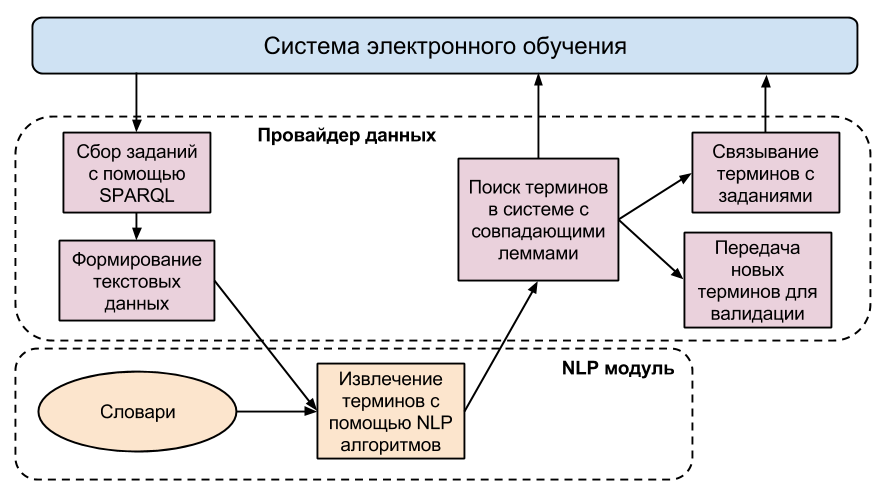 Система электронного обучения
Провайдер данных
Сбор заданий
с помощью
SPARQL
Формирование
текстовых
данных
Поиск терминов
в системе с
совпадающими
леммами
Связывание
терминов с
заданиями
Передача
новых
терминов для
валидации
NLP модуль
Словари
Извлечение
терминов с
помощью NLP
алгоритмов